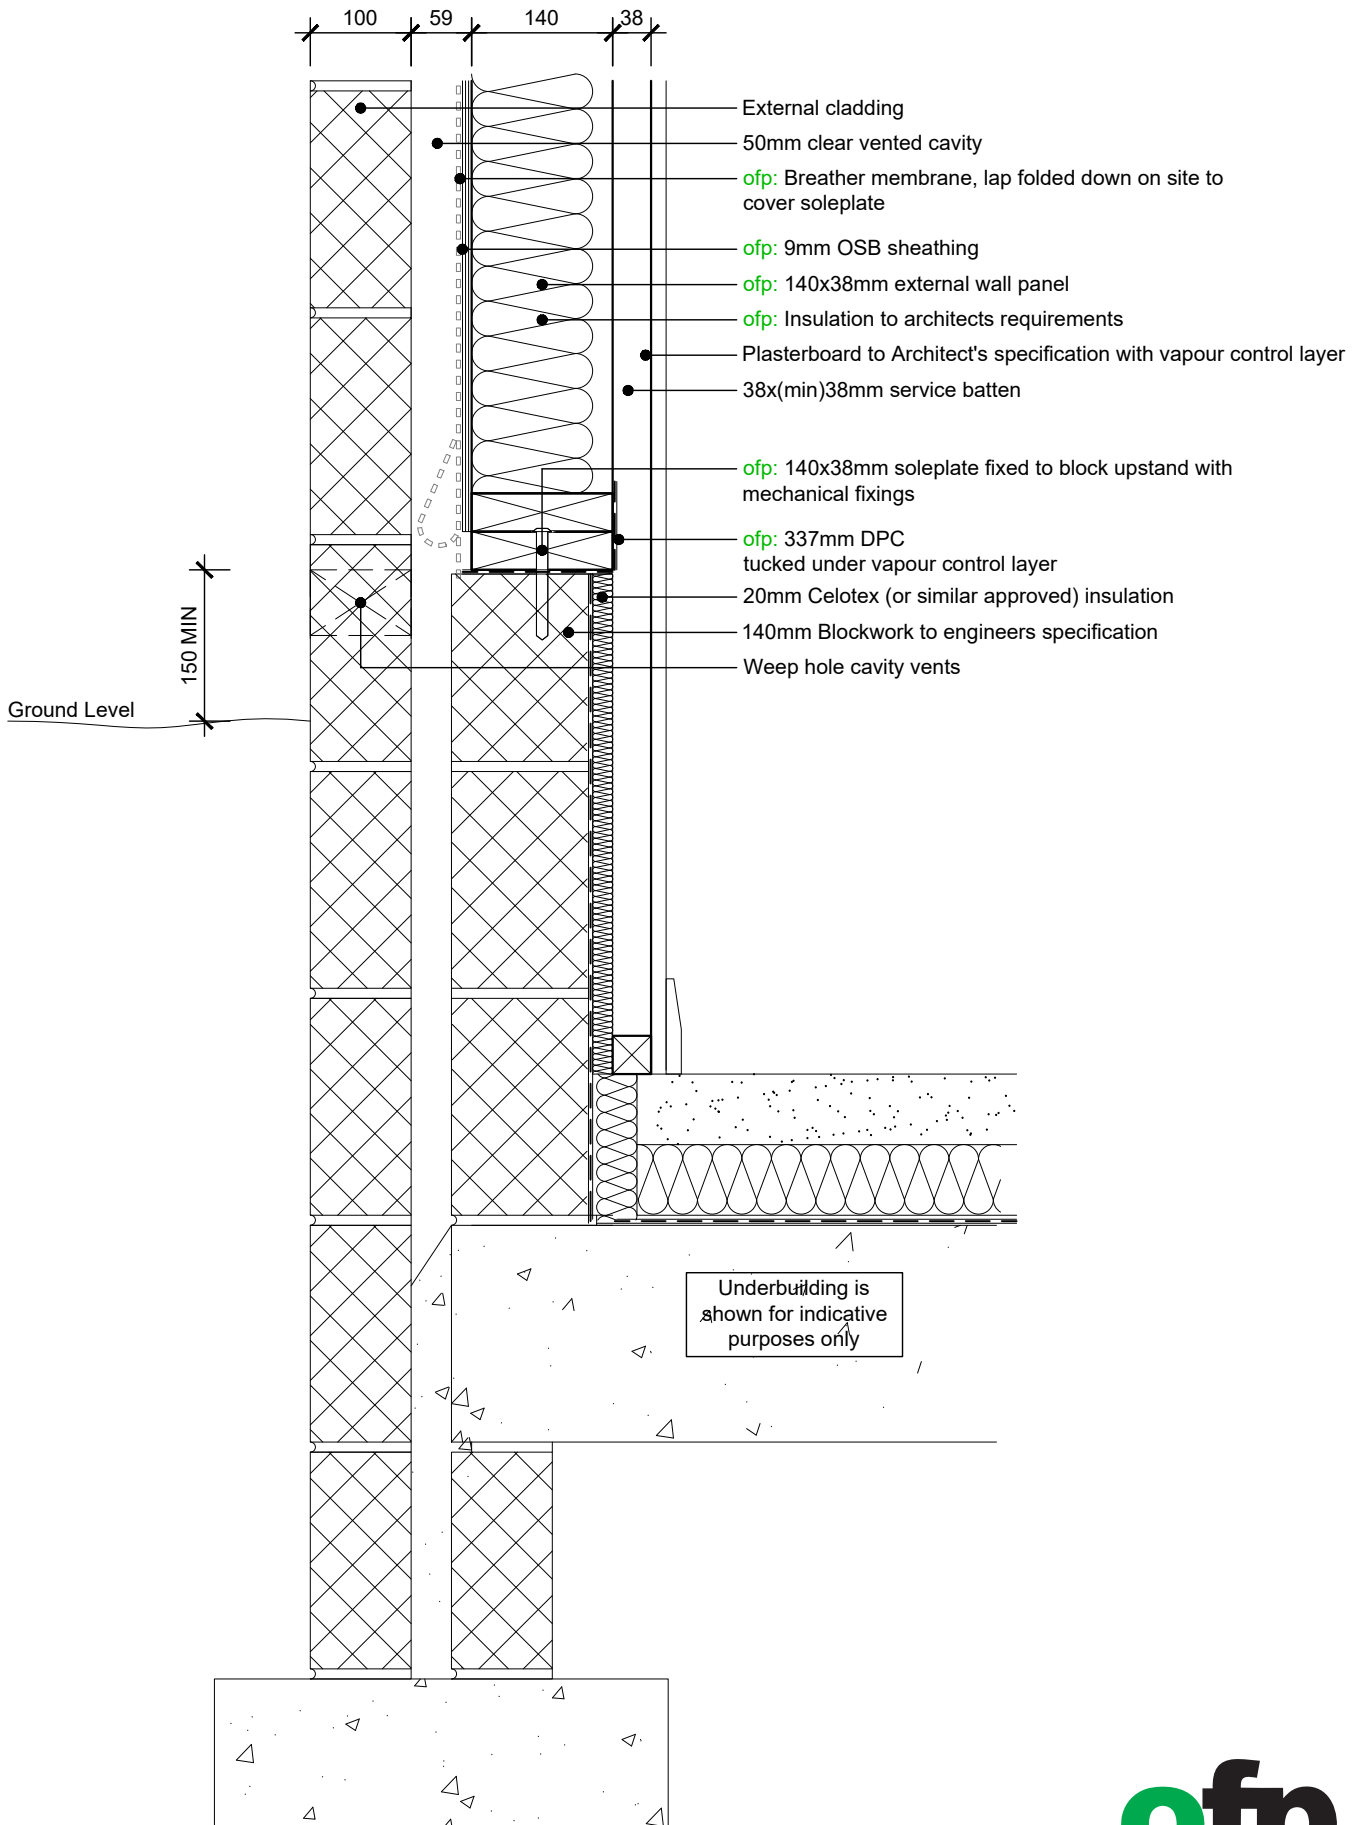 100 59 140 38
External cladding
50mm clear vented cavity
ofp: Breather membrane, lap folded down on site to
cover soleplate
ofp: 9mm OSB sheathing
ofp: 140x38mm external wall panel
ofp: Insulation to architects requirements
Plasterboard to Architect's specification with vapour control layer
38x(min)38mm service batten
ofp: 140x38mm soleplate fixed to block upstand with
mechanical fixings
ofp: 337mm DPC
tucked under vapour control layer
20mm Celotex (or similar approved) insulation
140mm Blockwork to engineers specification
Weep hole cavity vents
150 MIN
Ground Level
Underbuilding is
shown for indicative
purposes only
ofp